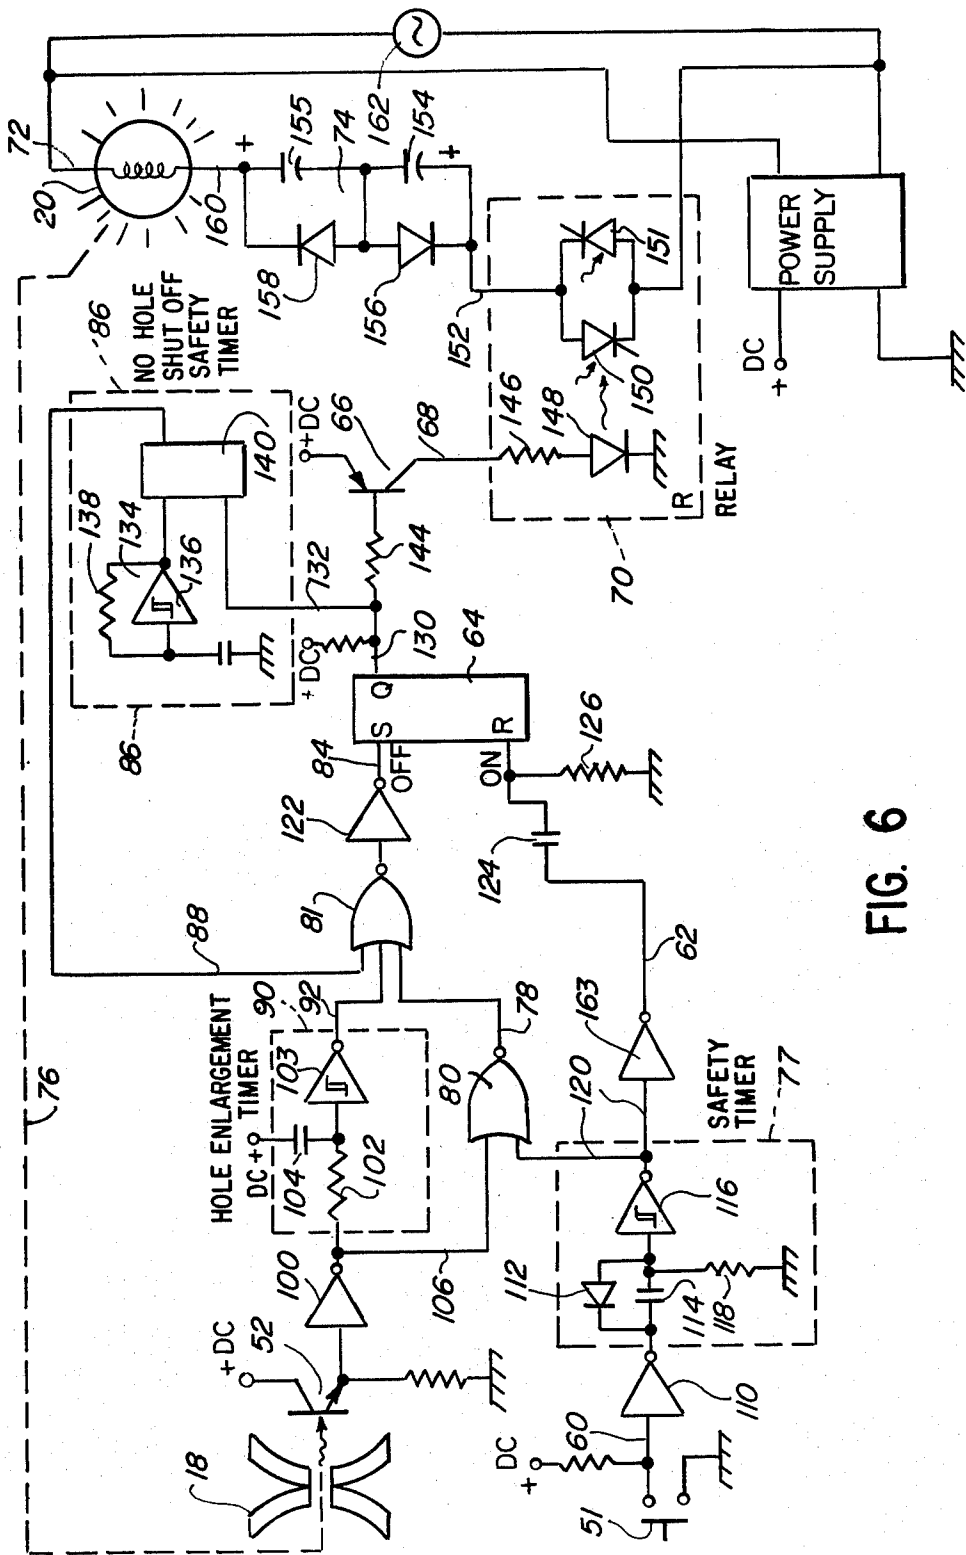 72
20
160
+
155
74
162
154
+
158
156
152
151
150
146
148
R
RELAY
70
POWER
SUPPLY
DC
+
76
86
NO HOLE
SHUT OFF
SAFETY
TIMER
138
134
136
140
132
+DC
66
68
144
+DC
130
64
Q
S
R
86
84
OFF
ON
126
122
124
81
88
HOLE ENLARGEMENT
TIMER
90
92
103
DC+
104
102
100
106
80
78
62
163
120
SAFETY
TIMER
77
116
112
114
118
110
+DC
52
18
DC
+
60
51
FIG. 6